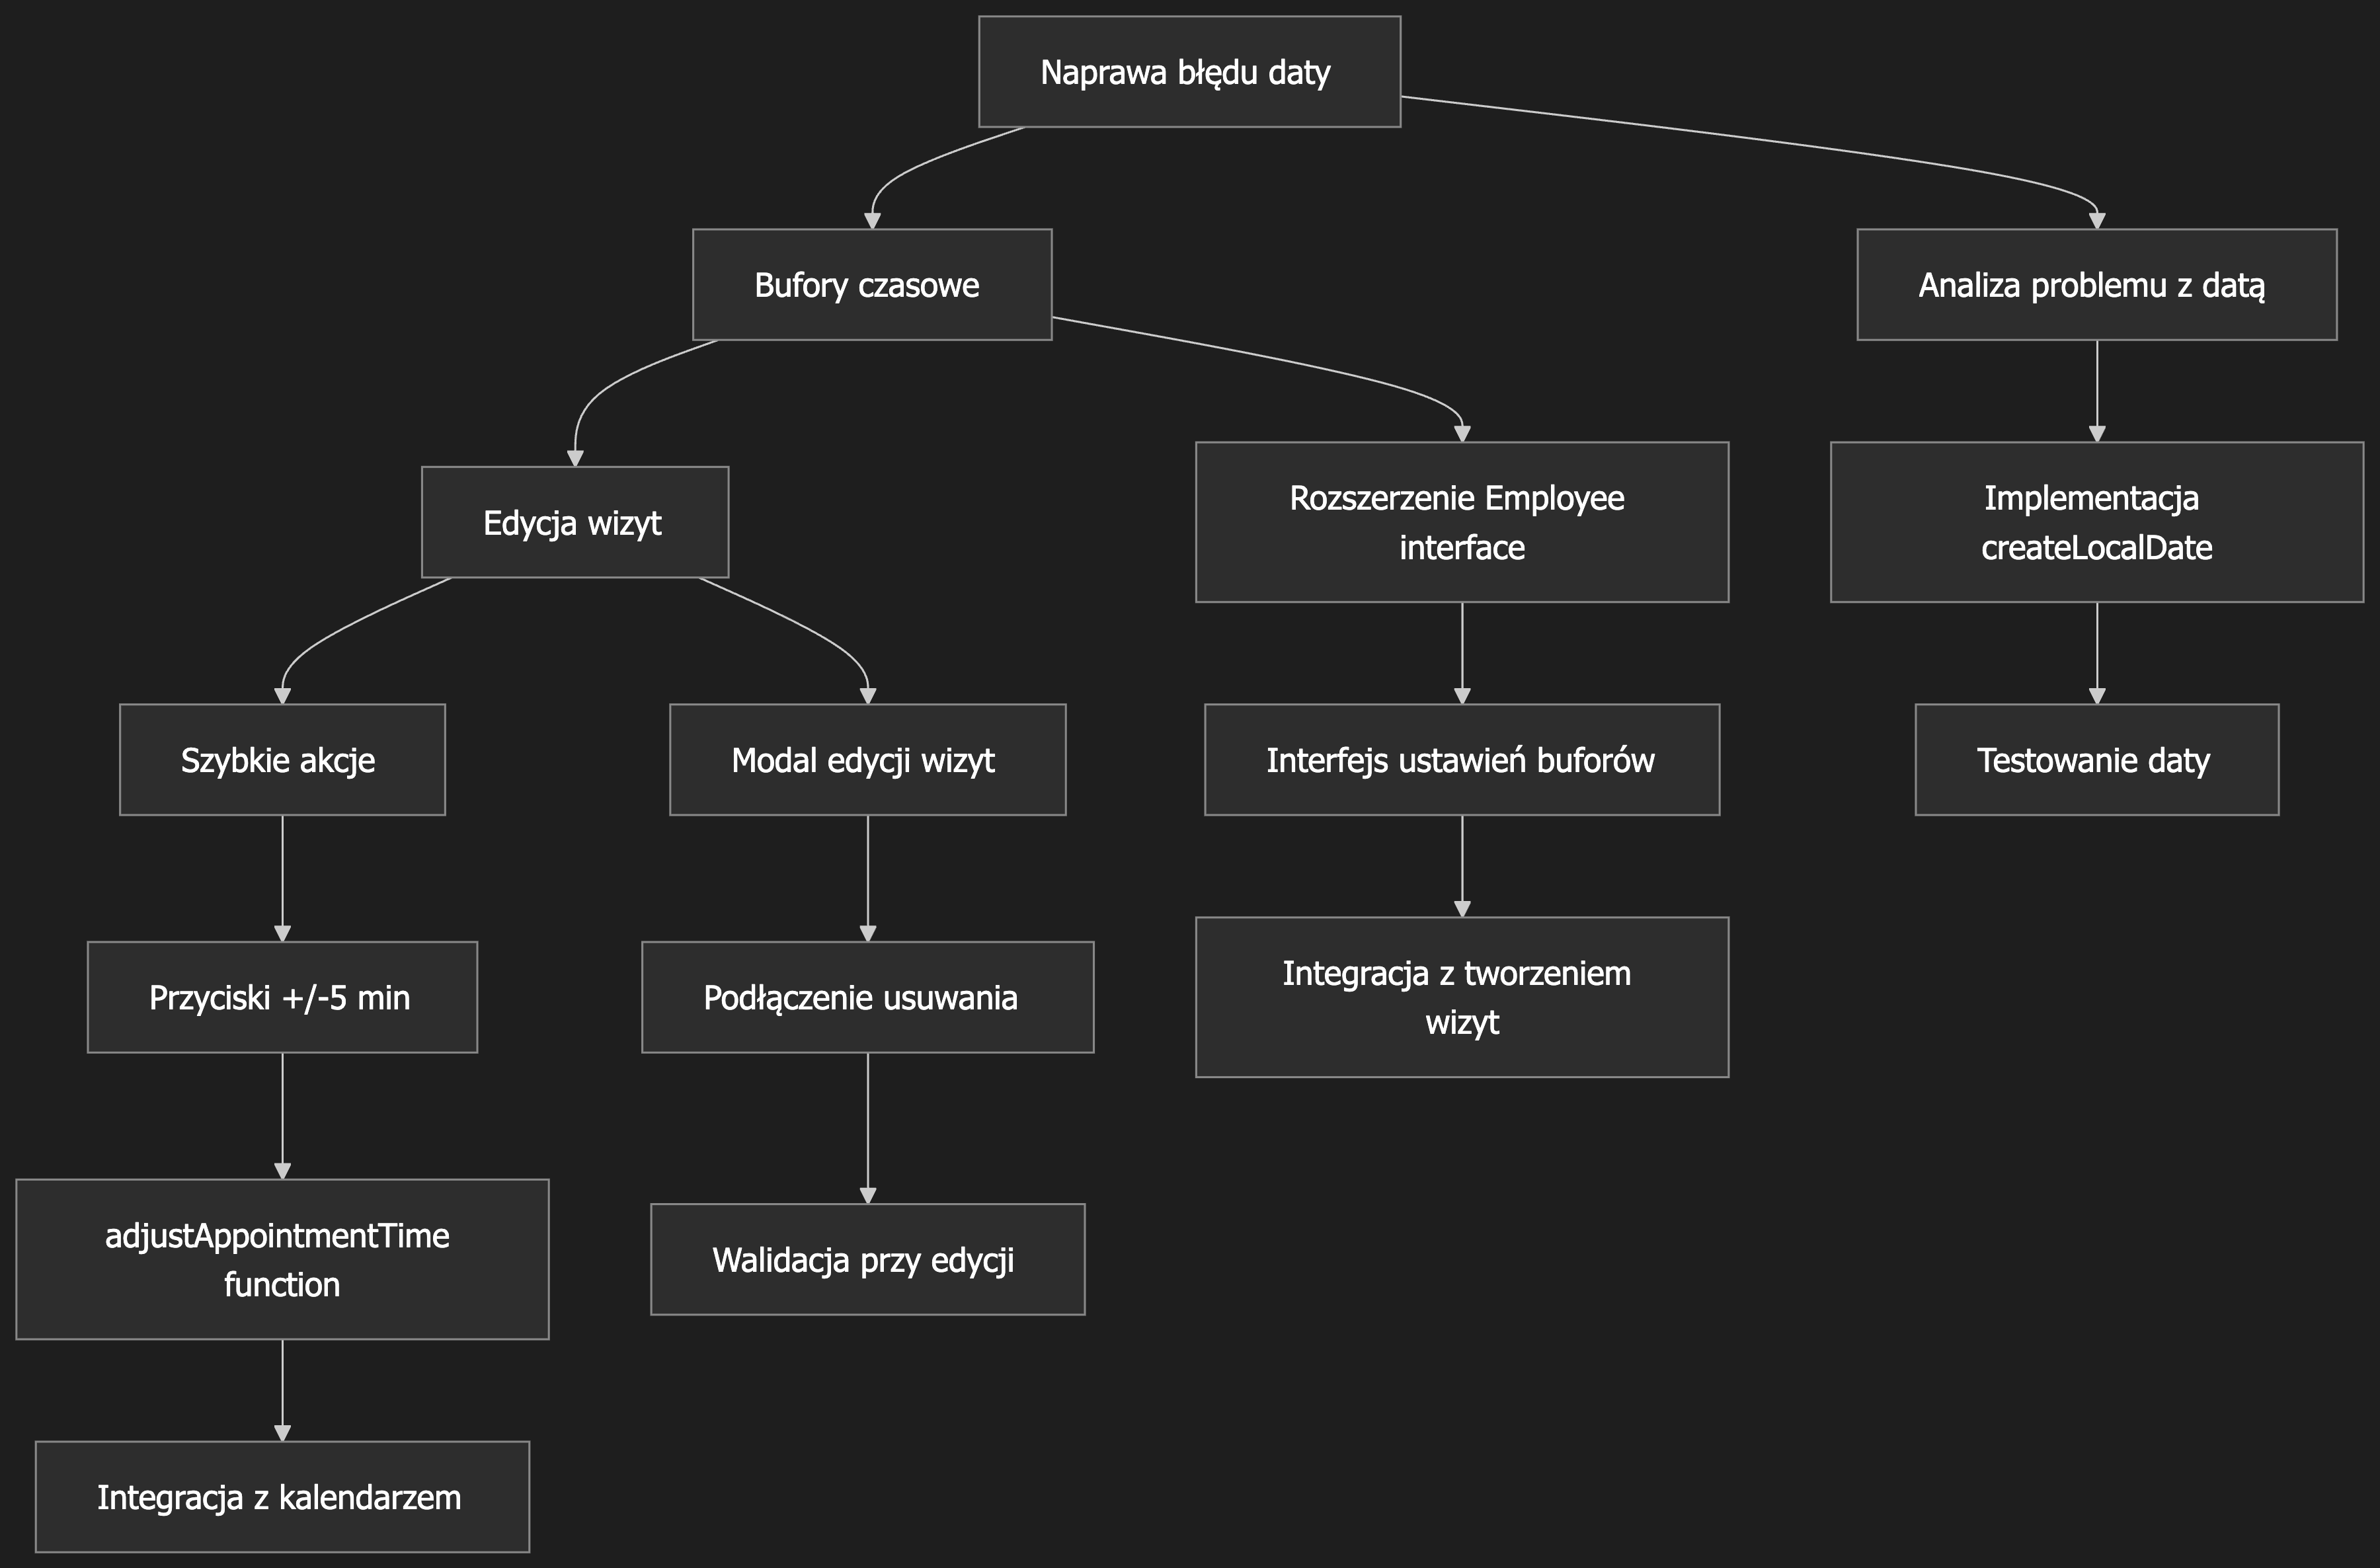 Naprawa błędu daty
Bufory czasowe
Analiza problemu z datą
Edycja wizyt
Rozszerzenie Employee
interface
Implementacja
createLocalDate
Szybkie akcje
Modal edycji wizyt
Interfejs ustawień buforów
Testowanie daty
Przyciski +/-5 min
Podłączenie usuwania
Integracja z tworzeniem
wizyt
adjustAppointmentTime
function
Walidacja przy edycji
Integracja z kalendarzem